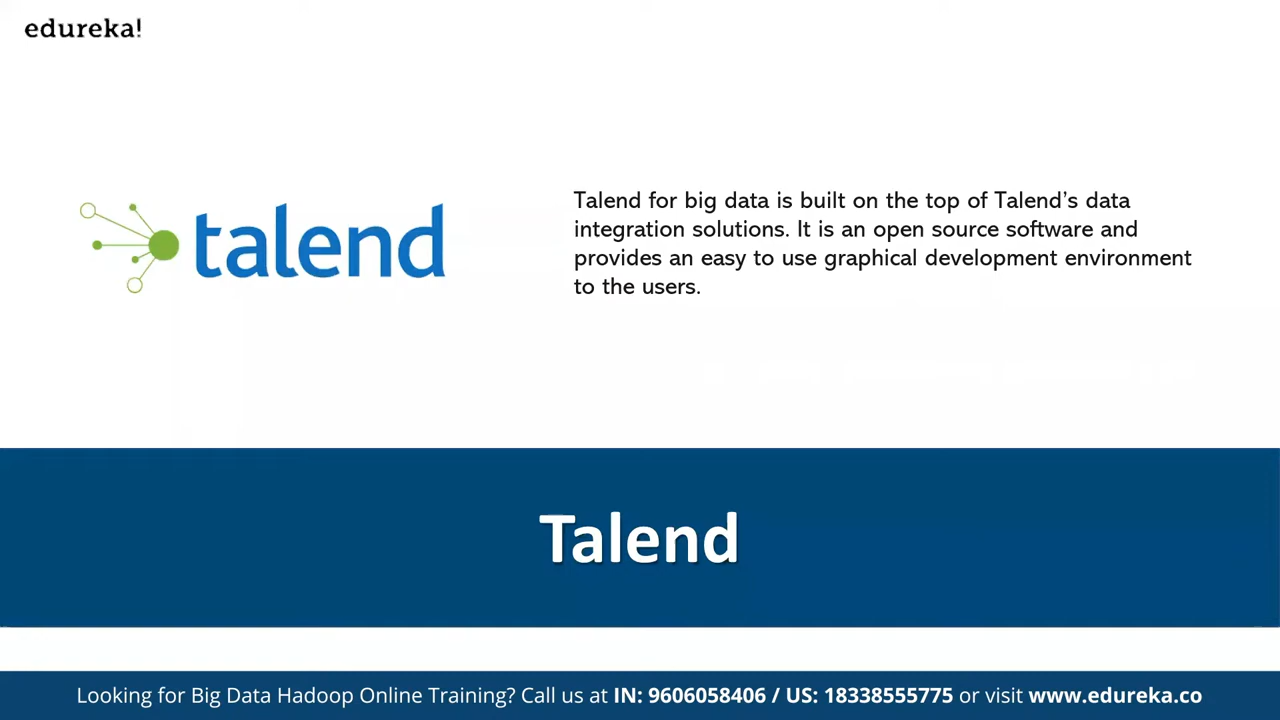 edureka!
talend
Talend for big data is built on the top of Talend’s data
integration solutions. It is an open source software and
provides an easy to use graphical development environment
to the users.
Talend
Looking for Big Data Hadoop Online Training? Call us at IN: 9606058406 / US: 18338555775 or visit www.edureka.co